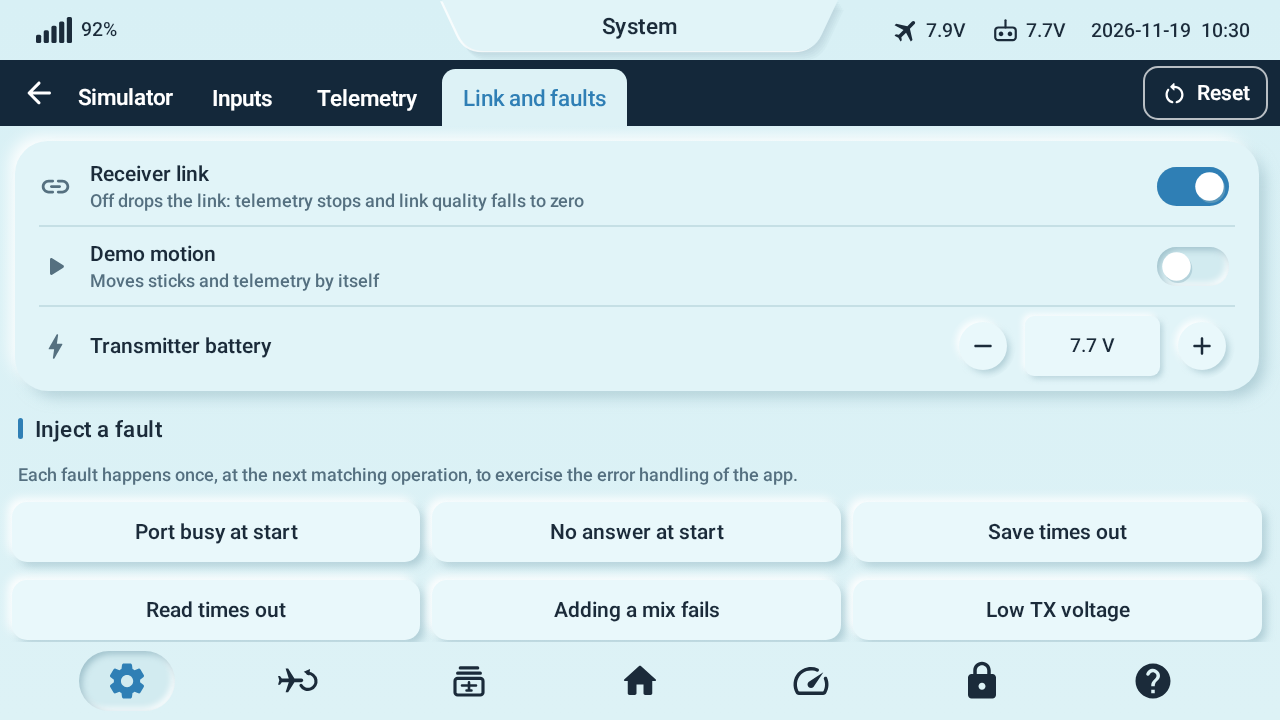 92%
System
7.9V
7.7V
2026-11-19 10:30
Simulator
Inputs
Telemetry
Link and faults
Reset
Receiver link
Off drops the link: telemetry stops and link quality falls to zero
Demo motion
Moves sticks and telemetry by itself
Transmitter battery
7.7 V
Inject a fault
Each fault happens once, at the next matching operation, to exercise the error handling of the app.
Port busy at start
No answer at start
Save times out
Read times out
Adding a mix fails
Low TX voltage